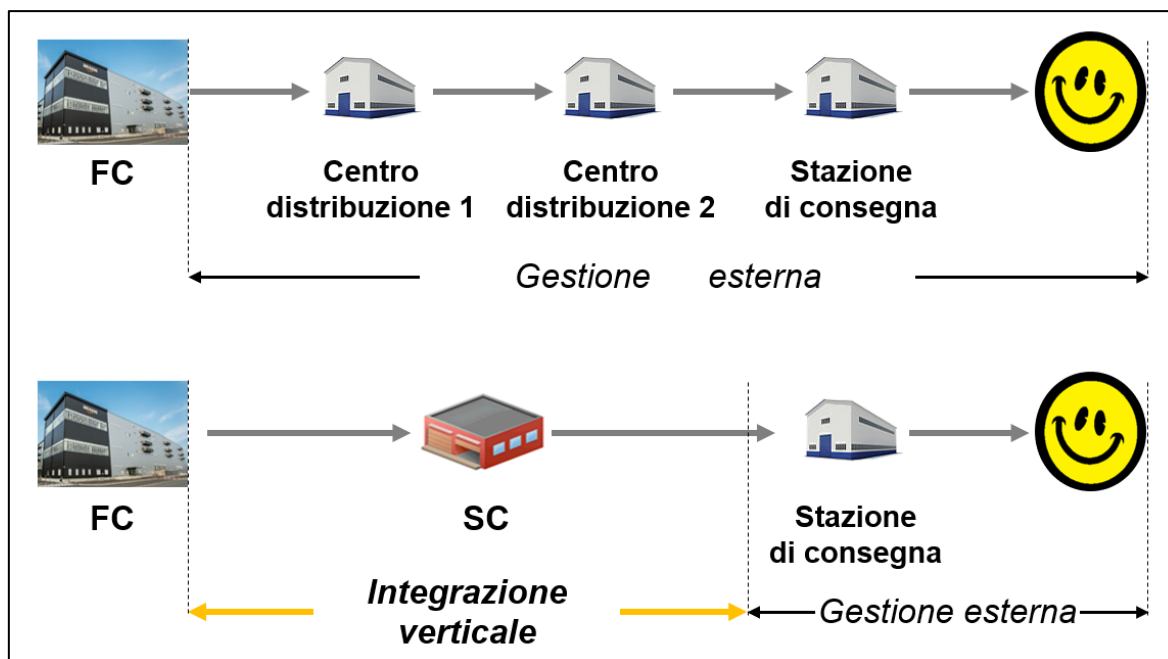 FC
Centro
distribuzione 1
Centro
distribuzione 2
Stazione
di consegna
Gestione esterna
FC
SC
Stazione
di consegna
Integrazione
verticale
Gestione esterna